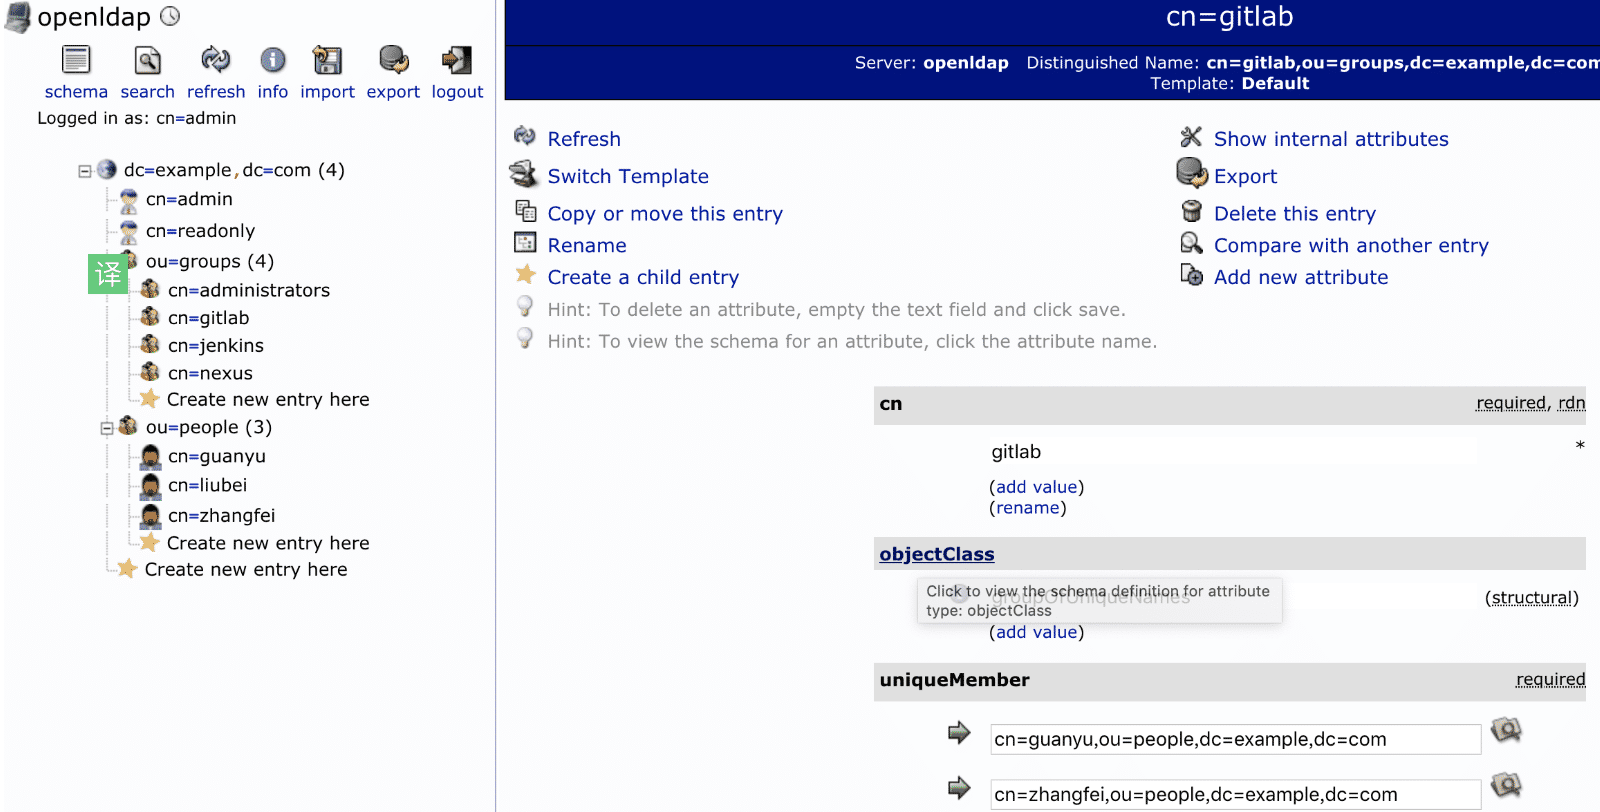 openldap
schema search refresh info import export logout
Logged in as: cn=admin
dc=example,dc=com (4)
cn=admin
cn=readonly
ou=groups (4)
译
cn=administrators
cn=gitlab
cn=jenkins
cn=nexus
Create new entry here
ou=people (3)
cn=guanyu
cn=liubei
cn=zhangfei
Create new entry here
Create new entry here
cn=gitlab
Server: openldap Distinguished Name: cn=gitlab,ou=groups,dc=example,dc=com
Template: Default
Refresh
Switch Template
Copy or move this entry
Rename
Create a child entry
Show internal attributes
Export
Delete this entry
Compare with another entry
Add new attribute
Hint: To delete an attribute, empty the text field and click save.
Hint: To view the schema for an attribute, click the attribute name.
cn required, rdn
gitlab *
(add value)
(rename)
objectClass
Click to view the schema definition for attribute
type: objectClass
groupOfUniqueNames (structural)
(add value)
uniqueMember required
cn=guanyu,ou=people,dc=example,dc=com
cn=zhangfei,ou=people,dc=example,dc=com